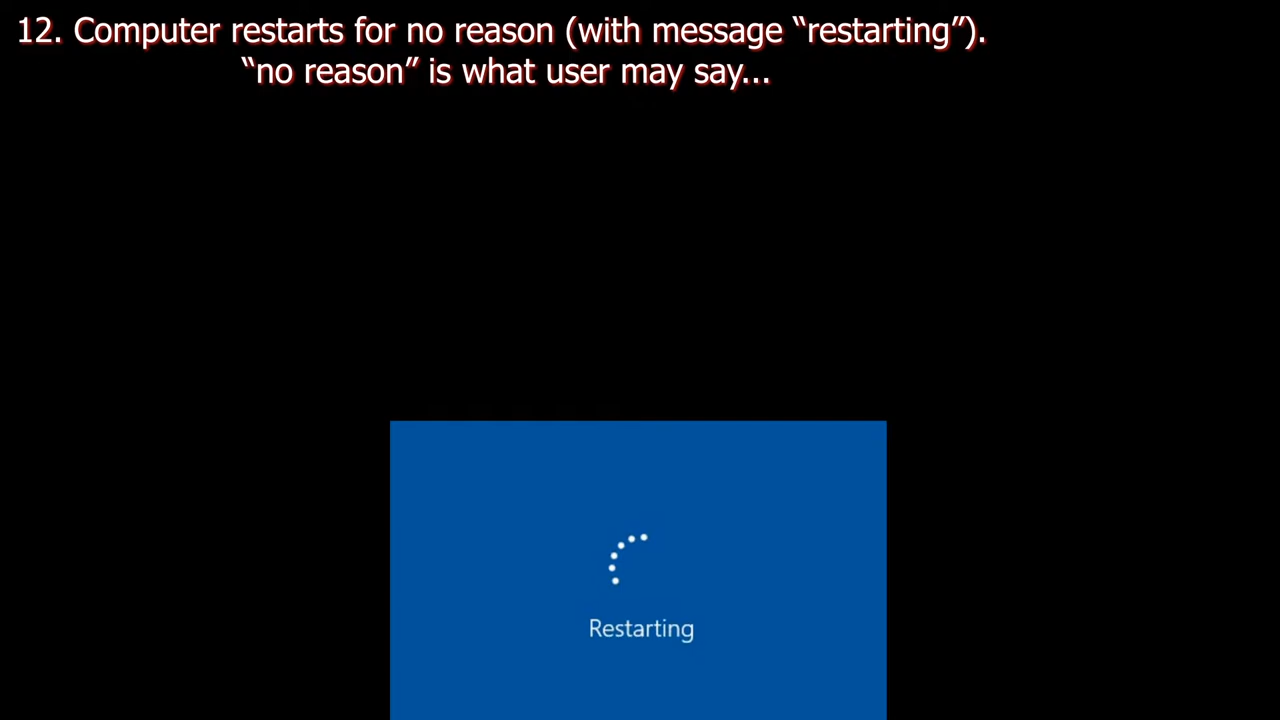 12. Computer restarts for no reason (with message “restarting”).
“no reason” is what user may say...
Restarting